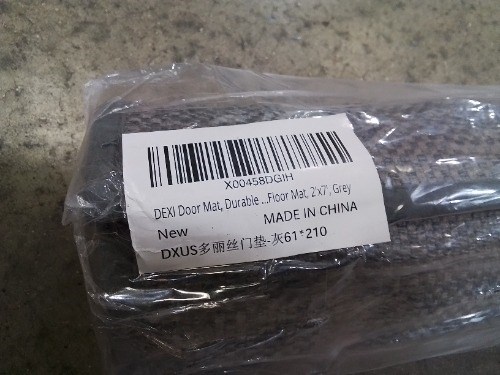 X00458DGIH
DEXI Door Mat, Durable ...Floor Mat, 2'x7', Grey
New MADE IN CHINA
DXUS多丽丝门垫-灰61*210